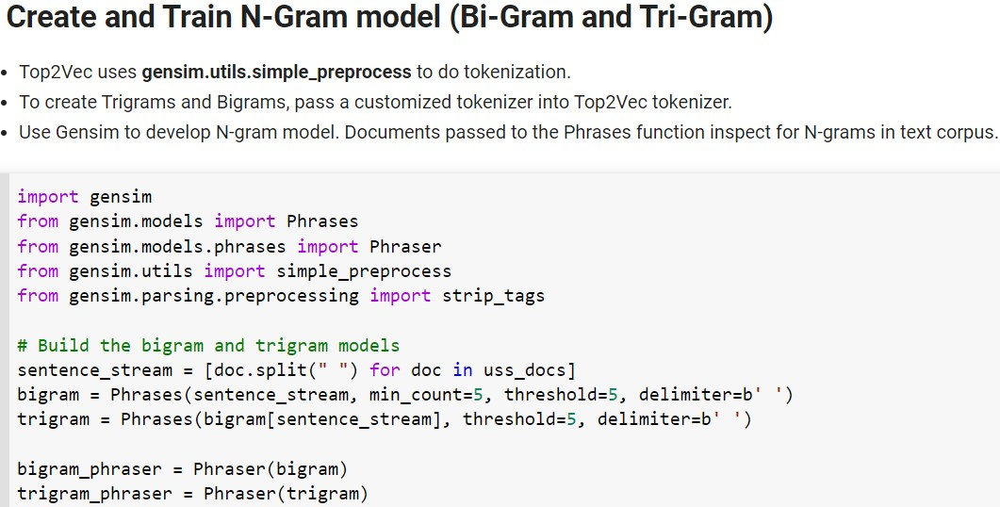 Create and Train N-Gram model (Bi-Gram and Tri-Gram)
• Top2Vec uses gensim.utils.simple_preprocess to do tokenization.
• To create Trigrams and Bigrams, pass a customized tokenizer into Top2Vec tokenizer.
• Use Gensim to develop N-gram model. Documents passed to the Phrases function inspect for N-grams in text corpus.
import gensim
from gensim.models import Phrases
from gensim.models.phrases import Phraser
from gensim.utils import simple_preprocess
from gensim.parsing.preprocessing import strip_tags
# Build the bigram and trigram models
sentence_stream = [doc.split(" ") for doc in uss_docs]
bigram = Phrases(sentence_stream, min_count=5, threshold=5, delimiter=b' ')
trigram = Phrases(bigram[sentence_stream], threshold=5, delimiter=b' ')
bigram_phraser = Phraser(bigram)
trigram_phraser = Phraser(trigram)